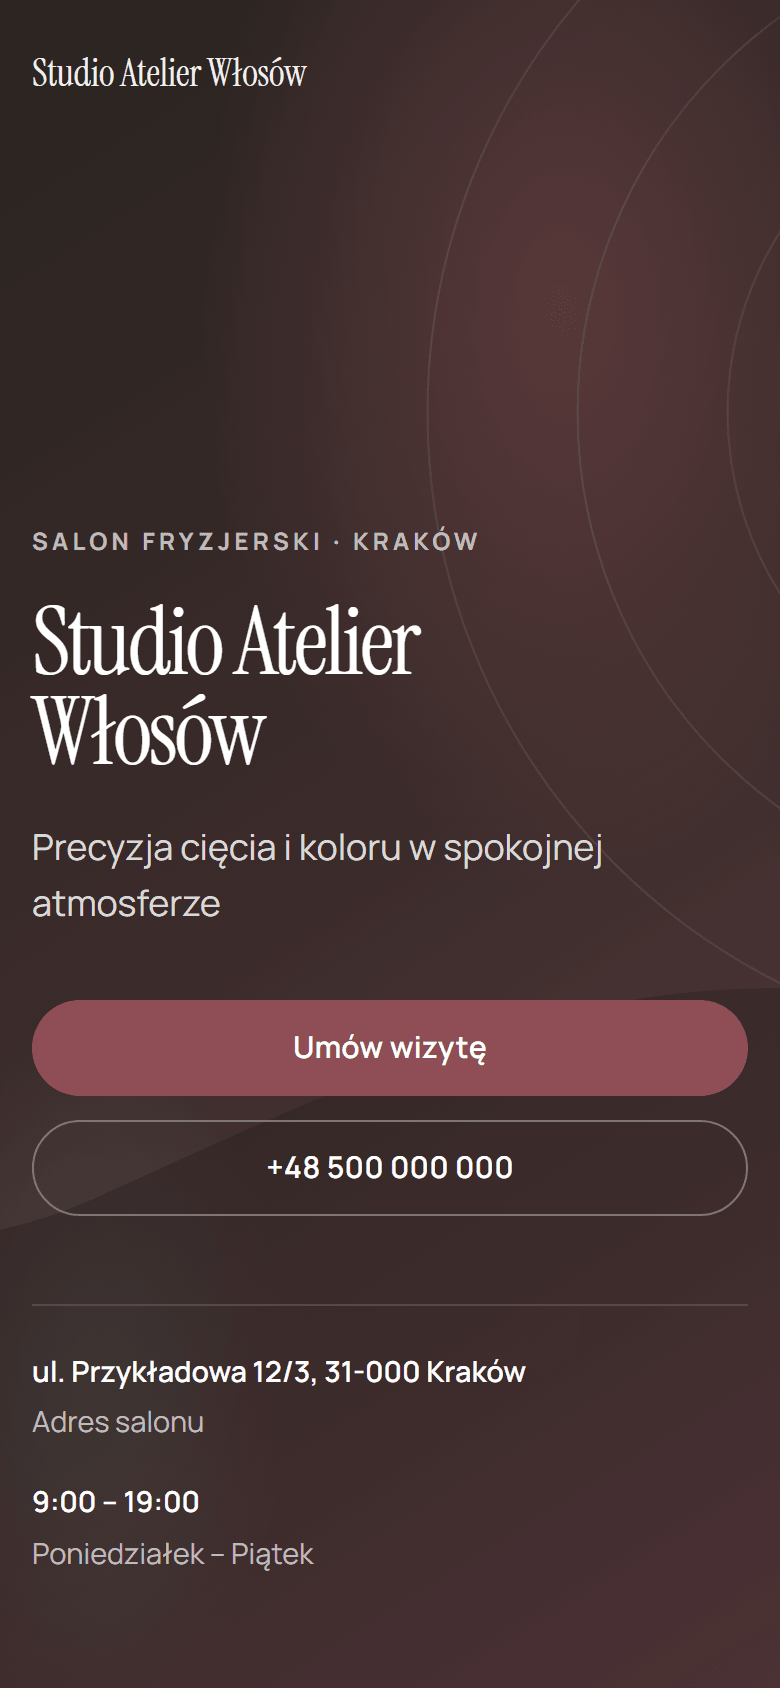 Studio Atelier Włosów
SALON FRYZJERSKI · KRAKÓW
Studio Atelier
Włosów
Precyzja cięcia i koloru w spokojnej
atmosferze
Umów wizytę
+48 500 000 000
ul. Przykładowa 12/3, 31-000 Kraków
Adres salonu
9:00 – 19:00
Poniedziałek – Piątek